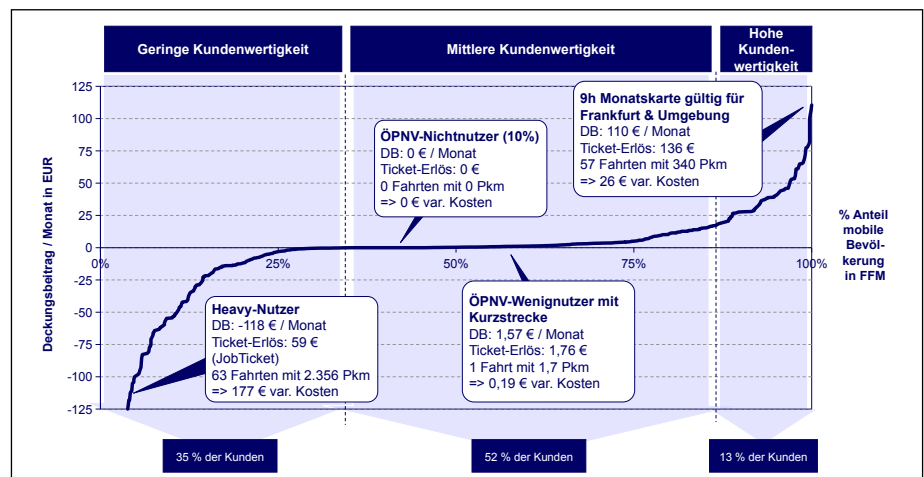 Geringe Kundenwertigkeit
Mittlere Kundenwertigkeit
Hohe
Kunden-
wertigkeit
Deckungsbeitrag / Monat in EUR
125
100
75
50
25
0
-25
-50
-75
-100
-125
0%
25%
50%
75%
100%
% Anteil
mobile
Bevöl-
kerung
in FFM
9h Monatskarte gültig für
Frankfurt & Umgebung
DB: 110 € / Monat
Ticket-Erlös: 136 €
57 Fahrten mit 340 Pkm
=> 26 € var. Kosten
ÖPNV-Nichtnutzer (10%)
DB: 0 € / Monat
Ticket-Erlös: 0 €
0 Fahrten mit 0 Pkm
=> 0 € var. Kosten
Heavy-Nutzer
DB: -118 € / Monat
Ticket-Erlös: 59 €
(JobTicket)
63 Fahrten mit 2.356 Pkm
=> 177 € var. Kosten
ÖPNV-Wenignutzer mit
Kurzstrecke
DB: 1,57 € / Monat
Ticket-Erlös: 1,76 €
1 Fahrt mit 1,7 Pkm
=> 0,19 € var. Kosten
35 % der Kunden
52 % der Kunden
13 % der Kunden